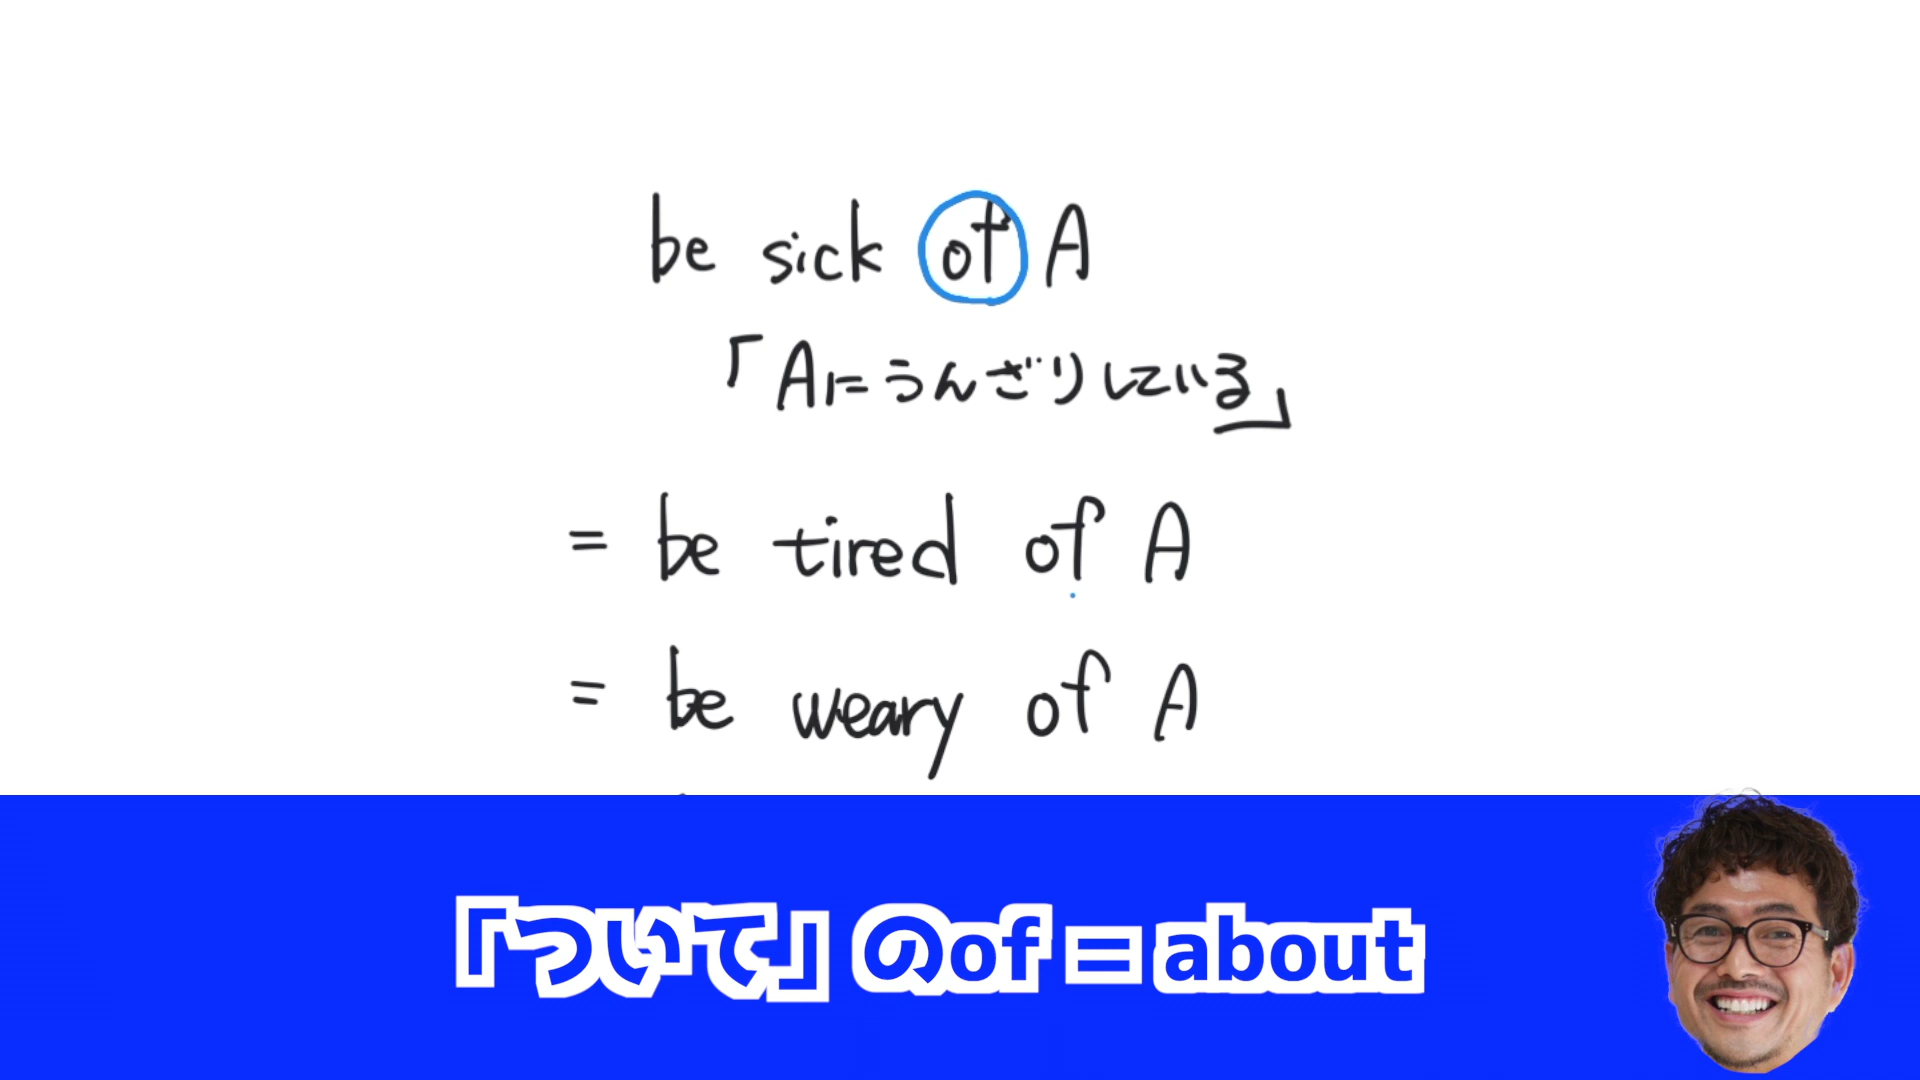 be sick of A
「Aにうんざりしている」
= be tired of A
= be weary of A
「ついて」のof = about